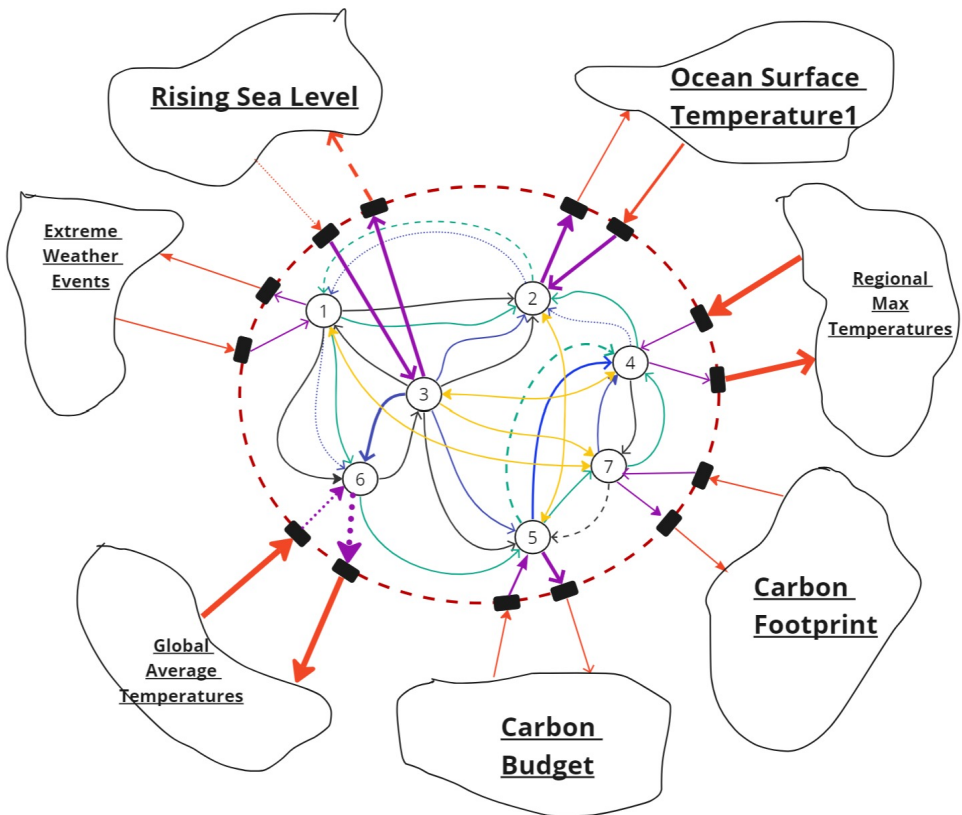 Rising Sea Level
Ocean Surface
Temperature1
Extreme
Weather
Events
Regional
Max
Temperatures
1
2
3
4
5
6
7
Global
Average
Temperatures
Carbon
Footprint
Carbon
Budget